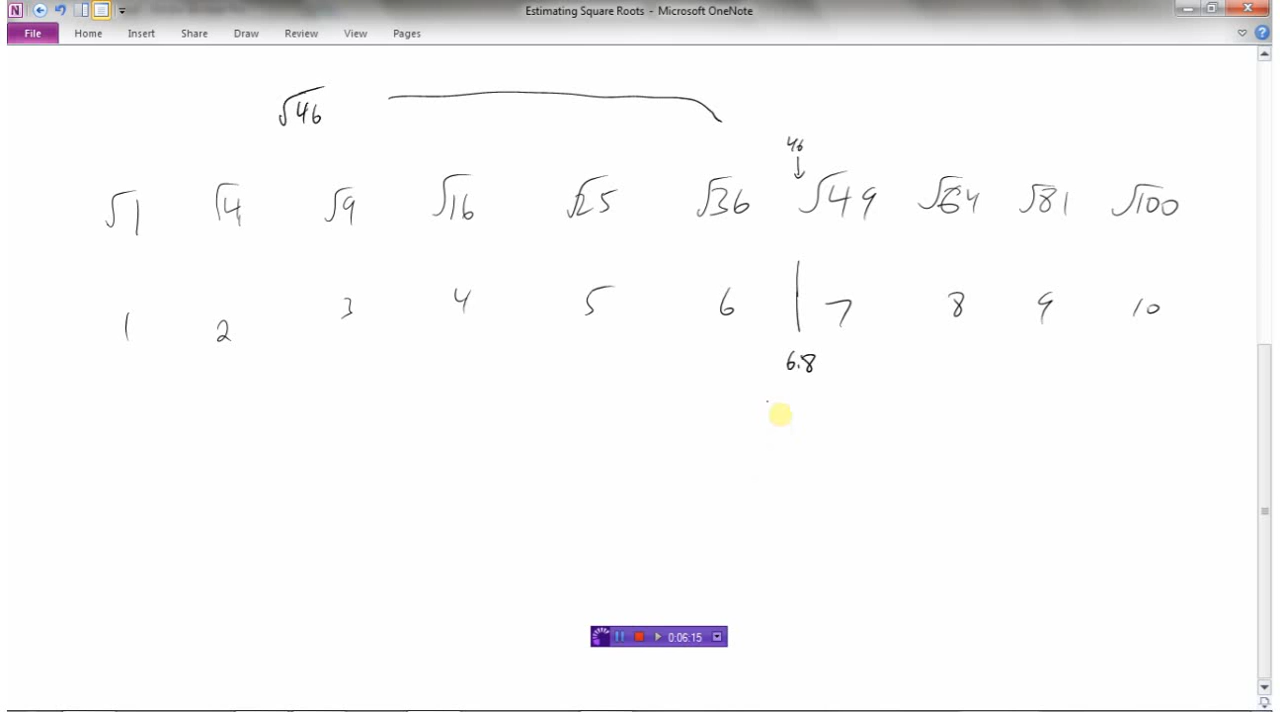 Estimating Square Roots - Microsoft OneNote
File Home Insert Share Draw Review View Pages
√46
46
√1 √4 √9 √16 √25 √36 √49 √64 √81 √100
1 2 3 4 5 6 7 8 9 10
6.8
0:06:15